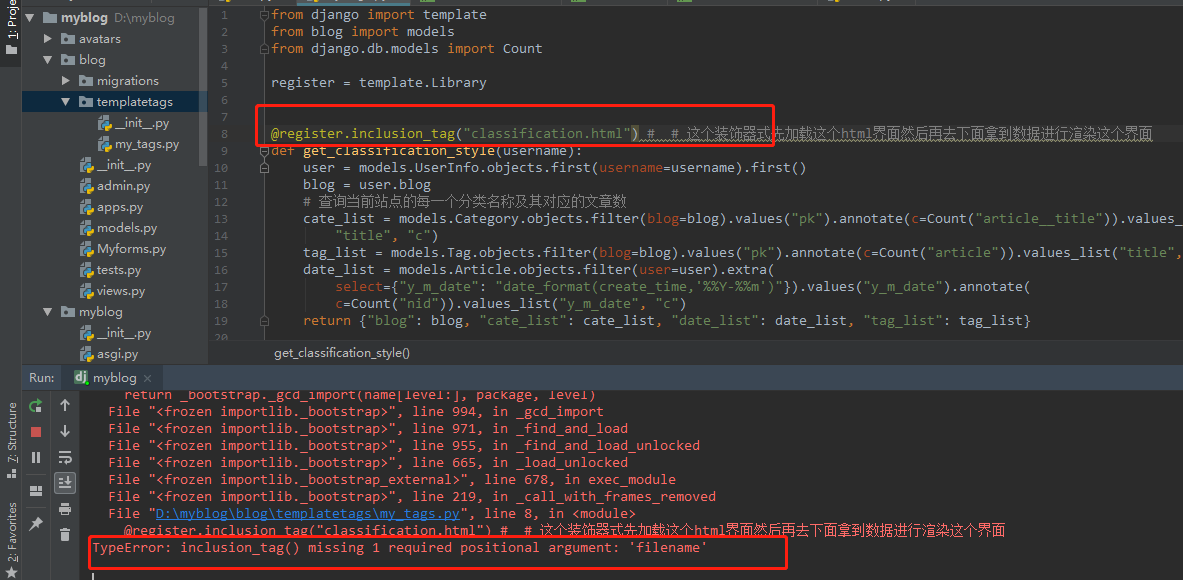 1: Proje
myblog D:\myblog
avatars
blog
migrations
templatetags
__init__.py
my_tags.py
__init__.py
admin.py
apps.py
models.py
Myforms.py
tests.py
views.py
myblog
__init__.py
asgi.py
1 from django import template
2 from blog import models
3 from django.db.models import Count
4
5 register = template.Library
6
7
8 @register.inclusion_tag("classification.html") # # 这个装饰器式先加载这个html界面然后再去下面拿到数据进行渲染这个界面
9 def get_classification_style(username):
10 user = models.UserInfo.objects.first(username=username).first()
11 blog = user.blog
12 # 查询当前站点的每一个分类名称及其对应的文章数
13 cate_list = models.Category.objects.filter(blog=blog).values("pk").annotate(c=Count("article__title")).values_
14 "title", "c")
15 tag_list = models.Tag.objects.filter(blog=blog).values("pk").annotate(c=Count("article")).values_list("title",
16 date_list = models.Article.objects.filter(user=user).extra(
17 select={"y_m_date": "date_format(create_time,'%%Y-%%m')"}).values("y_m_date").annotate(
18 c=Count("nid")).values_list("y_m_date", "c")
19 return {"blog": blog, "cate_list": cate_list, "date_list": date_list, "tag_list": tag_list}
20
get_classification_style()
Run: myblog
return _bootstrap._gcd_import(name[level:], package, level)
File "<frozen importlib._bootstrap>", line 994, in _gcd_import
File "<frozen importlib._bootstrap>", line 971, in _find_and_load
File "<frozen importlib._bootstrap>", line 955, in _find_and_load_unlocked
File "<frozen importlib._bootstrap>", line 665, in _load_unlocked
File "<frozen importlib._bootstrap_external>", line 678, in exec_module
File "<frozen importlib._bootstrap>", line 219, in _call_with_frames_removed
File "D:\myblog\blog\templatetags\my_tags.py", line 8, in <module>
@register.inclusion_tag("classification.html") # # 这个装饰器式先加载这个html界面然后再去下面拿到数据进行渲染这个界面
TypeError: inclusion_tag() missing 1 required positional argument: 'filename'
7: Structure
2: Favorites